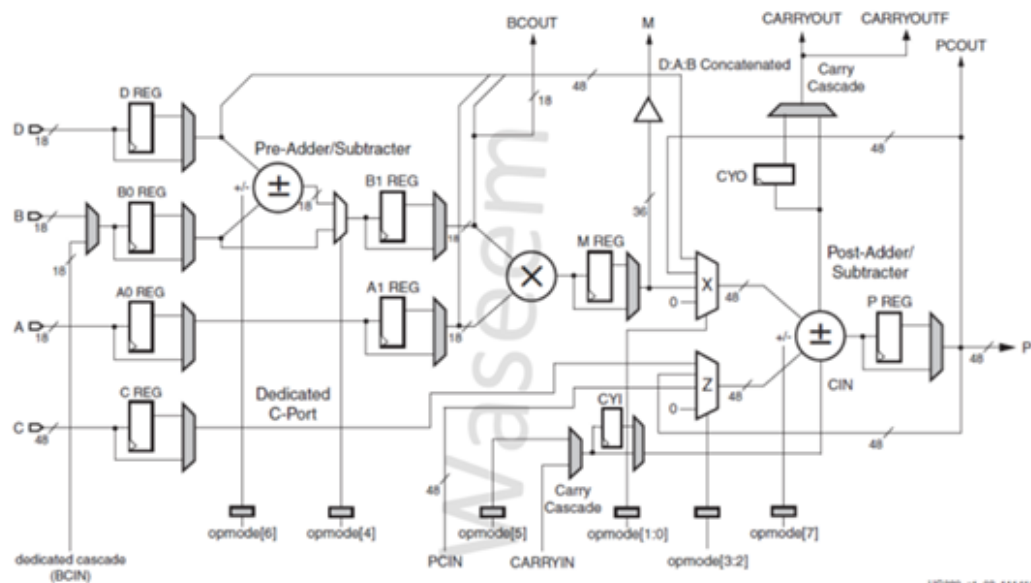 BCOUT
M
CARRYOUT
CARRYOUTF
PCOUT
D:A:B Concatenated
Carry
Cascade
48
18
48
D REG
D
18
Pre-Adder/Subtracter
+/-
±
18
B0 REG
B
18
18
B1 REG
18
CYO
36
M REG
×
X
0
48
Post-Adder/
Subtracter
P REG
+/-
±
48
P
A0 REG
A
18
A1 REG
18
Z
0
48
CIN
C REG
C
48
Dedicated
C-Port
CYI
48
48
Carry
Cascade
Waseem
opmode[6]
opmode[4]
opmode[5]
opmode[1:0]
opmode[7]
opmode[3:2]
dedicated cascade
(BCIN)
PCIN
CARRYIN